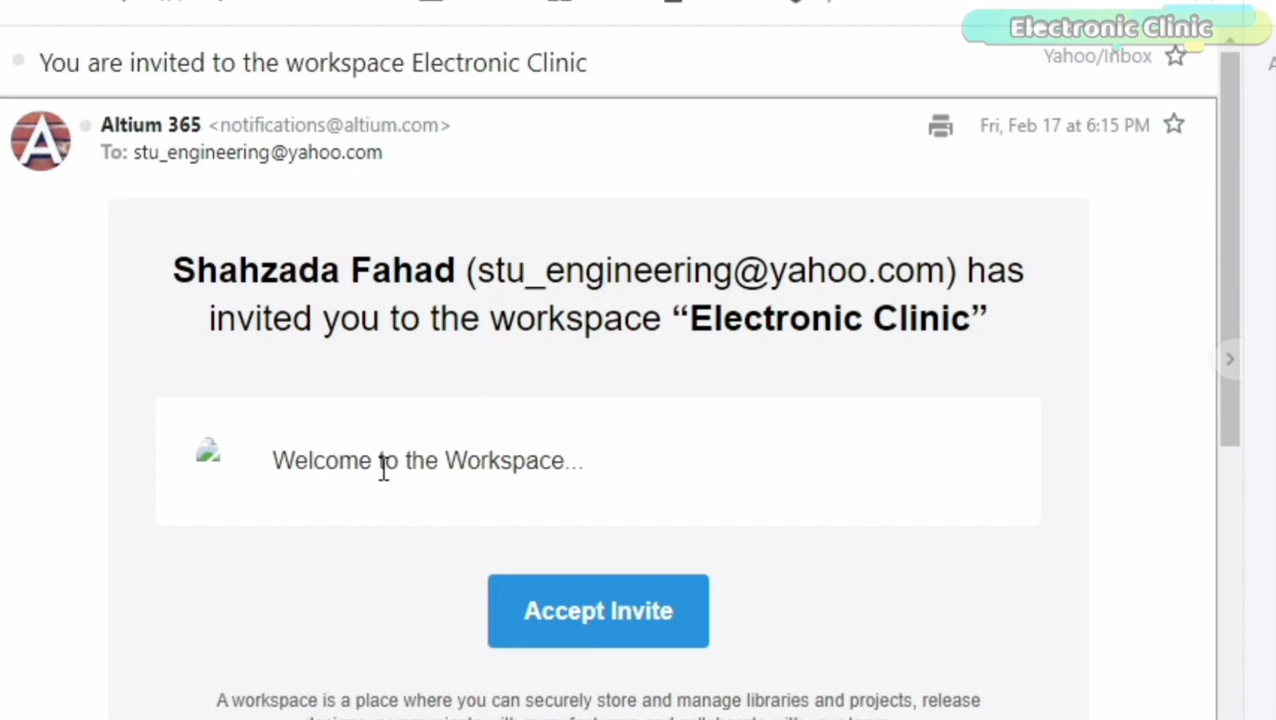 Electronic Clinic
You are invited to the workspace Electronic Clinic
Yahoo/Inbox
Altium 365 <notifications@altium.com>
Fri, Feb 17 at 6:15 PM
To: stu_engineering@yahoo.com
Shahzada Fahad (stu_engineering@yahoo.com) has
invited you to the workspace “Electronic Clinic”
Welcome to the Workspace...
Accept Invite
A workspace is a place where you can securely store and manage libraries and projects, release